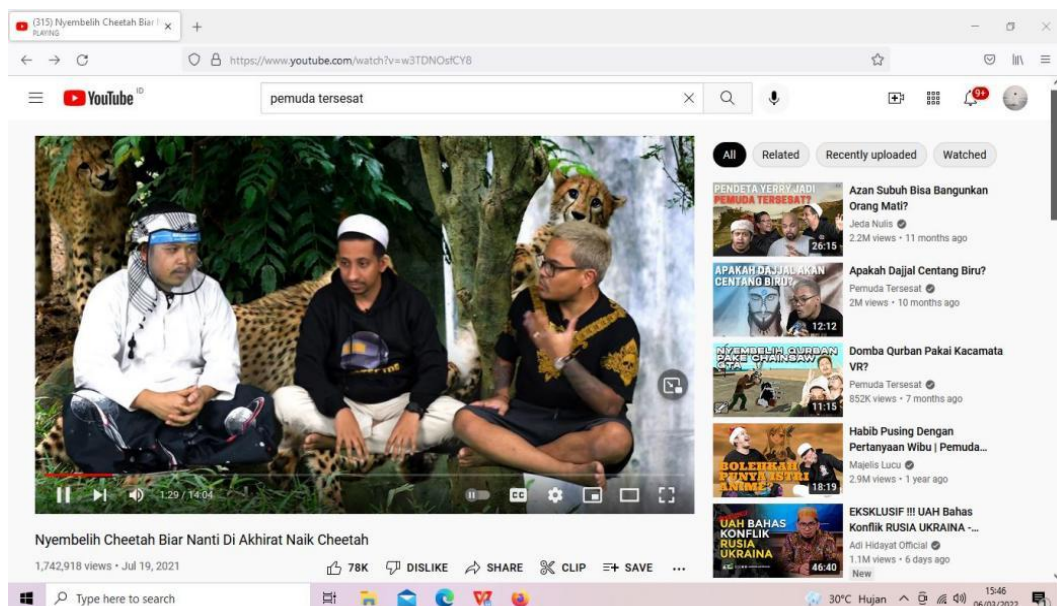 (315) Nyembelih Cheetah Biar
PLAYING
https://www.youtube.com/watch?v=w3TDNOsfCY8
YouTube ID
pemuda tersesat
9+
All Related Recently uploaded Watched
1:29 / 14:04
CC
Nyembelih Cheetah Biar Nanti Di Akhirat Naik Cheetah
1,742,918 views • Jul 19, 2021
78K DISLIKE SHARE CLIP SAVE ...
PENDETA YERRY JADI
PEMUDA TERSESAT?
26:15
Azan Subuh Bisa Bangunkan
Orang Mati?
Jeda Nulis
2.2M views • 11 months ago
APAKAH DAJJAL AKAN
CENTANG BIRU?
12:12
Apakah Dajjal Centang Biru?
Pemuda Tersesat
2M views • 10 months ago
NYEMBELIH QURBAN
PAKE CHAINSAW
GTA
11:15
Domba Qurban Pakai Kacamata
VR?
Pemuda Tersesat
852K views • 7 months ago
BOLEHKAH
PUNYA ISTRI
ANIME?
18:19
Habib Pusing Dengan
Pertanyaan Wibu | Pemuda...
Majelis Lucu
2.9M views • 1 year ago
UAH BAHAS
KONFLIK
RUSIA
UKRAINA
46:40
EKSKLUSIF !!! UAH Bahas
Konflik RUSIA UKRAINA -...
Adi Hidayat Official
1.1M views • 6 days ago
New
Type here to search
30°C Hujan
15:46
06/03/2022